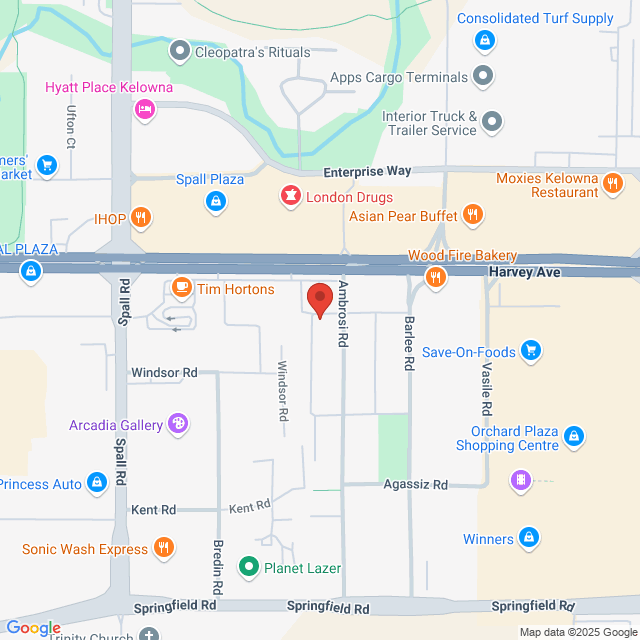 Consolidated Turf Supply
Cleopatra's Rituals
Apps Cargo Terminals
Hyatt Place Kelowna
Ufton Ct
Interior Truck &
Trailer Service
mers'
arket
Enterprise Way
Spall Plaza
London Drugs
Moxies Kelowna
Restaurant
IHOP
Asian Pear Buffet
AL PLAZA
Wood Fire Bakery
Harvey Ave
Spall Rd
Tim Hortons
Ambrosi Rd
Barlee Rd
Save-On-Foods
Vasile Rd
Windsor Rd
Windsor Rd
Arcadia Gallery
Orchard Plaza
Shopping Centre
Spall Rd
Princess Auto
Agassiz Rd
Kent Rd
Kent Rd
Winners
Sonic Wash Express
Bredin Rd
Planet Lazer
Springfield Rd
Springfield Rd
Springfield Rd
Google
Trinity Church
Map data ©2025 Google